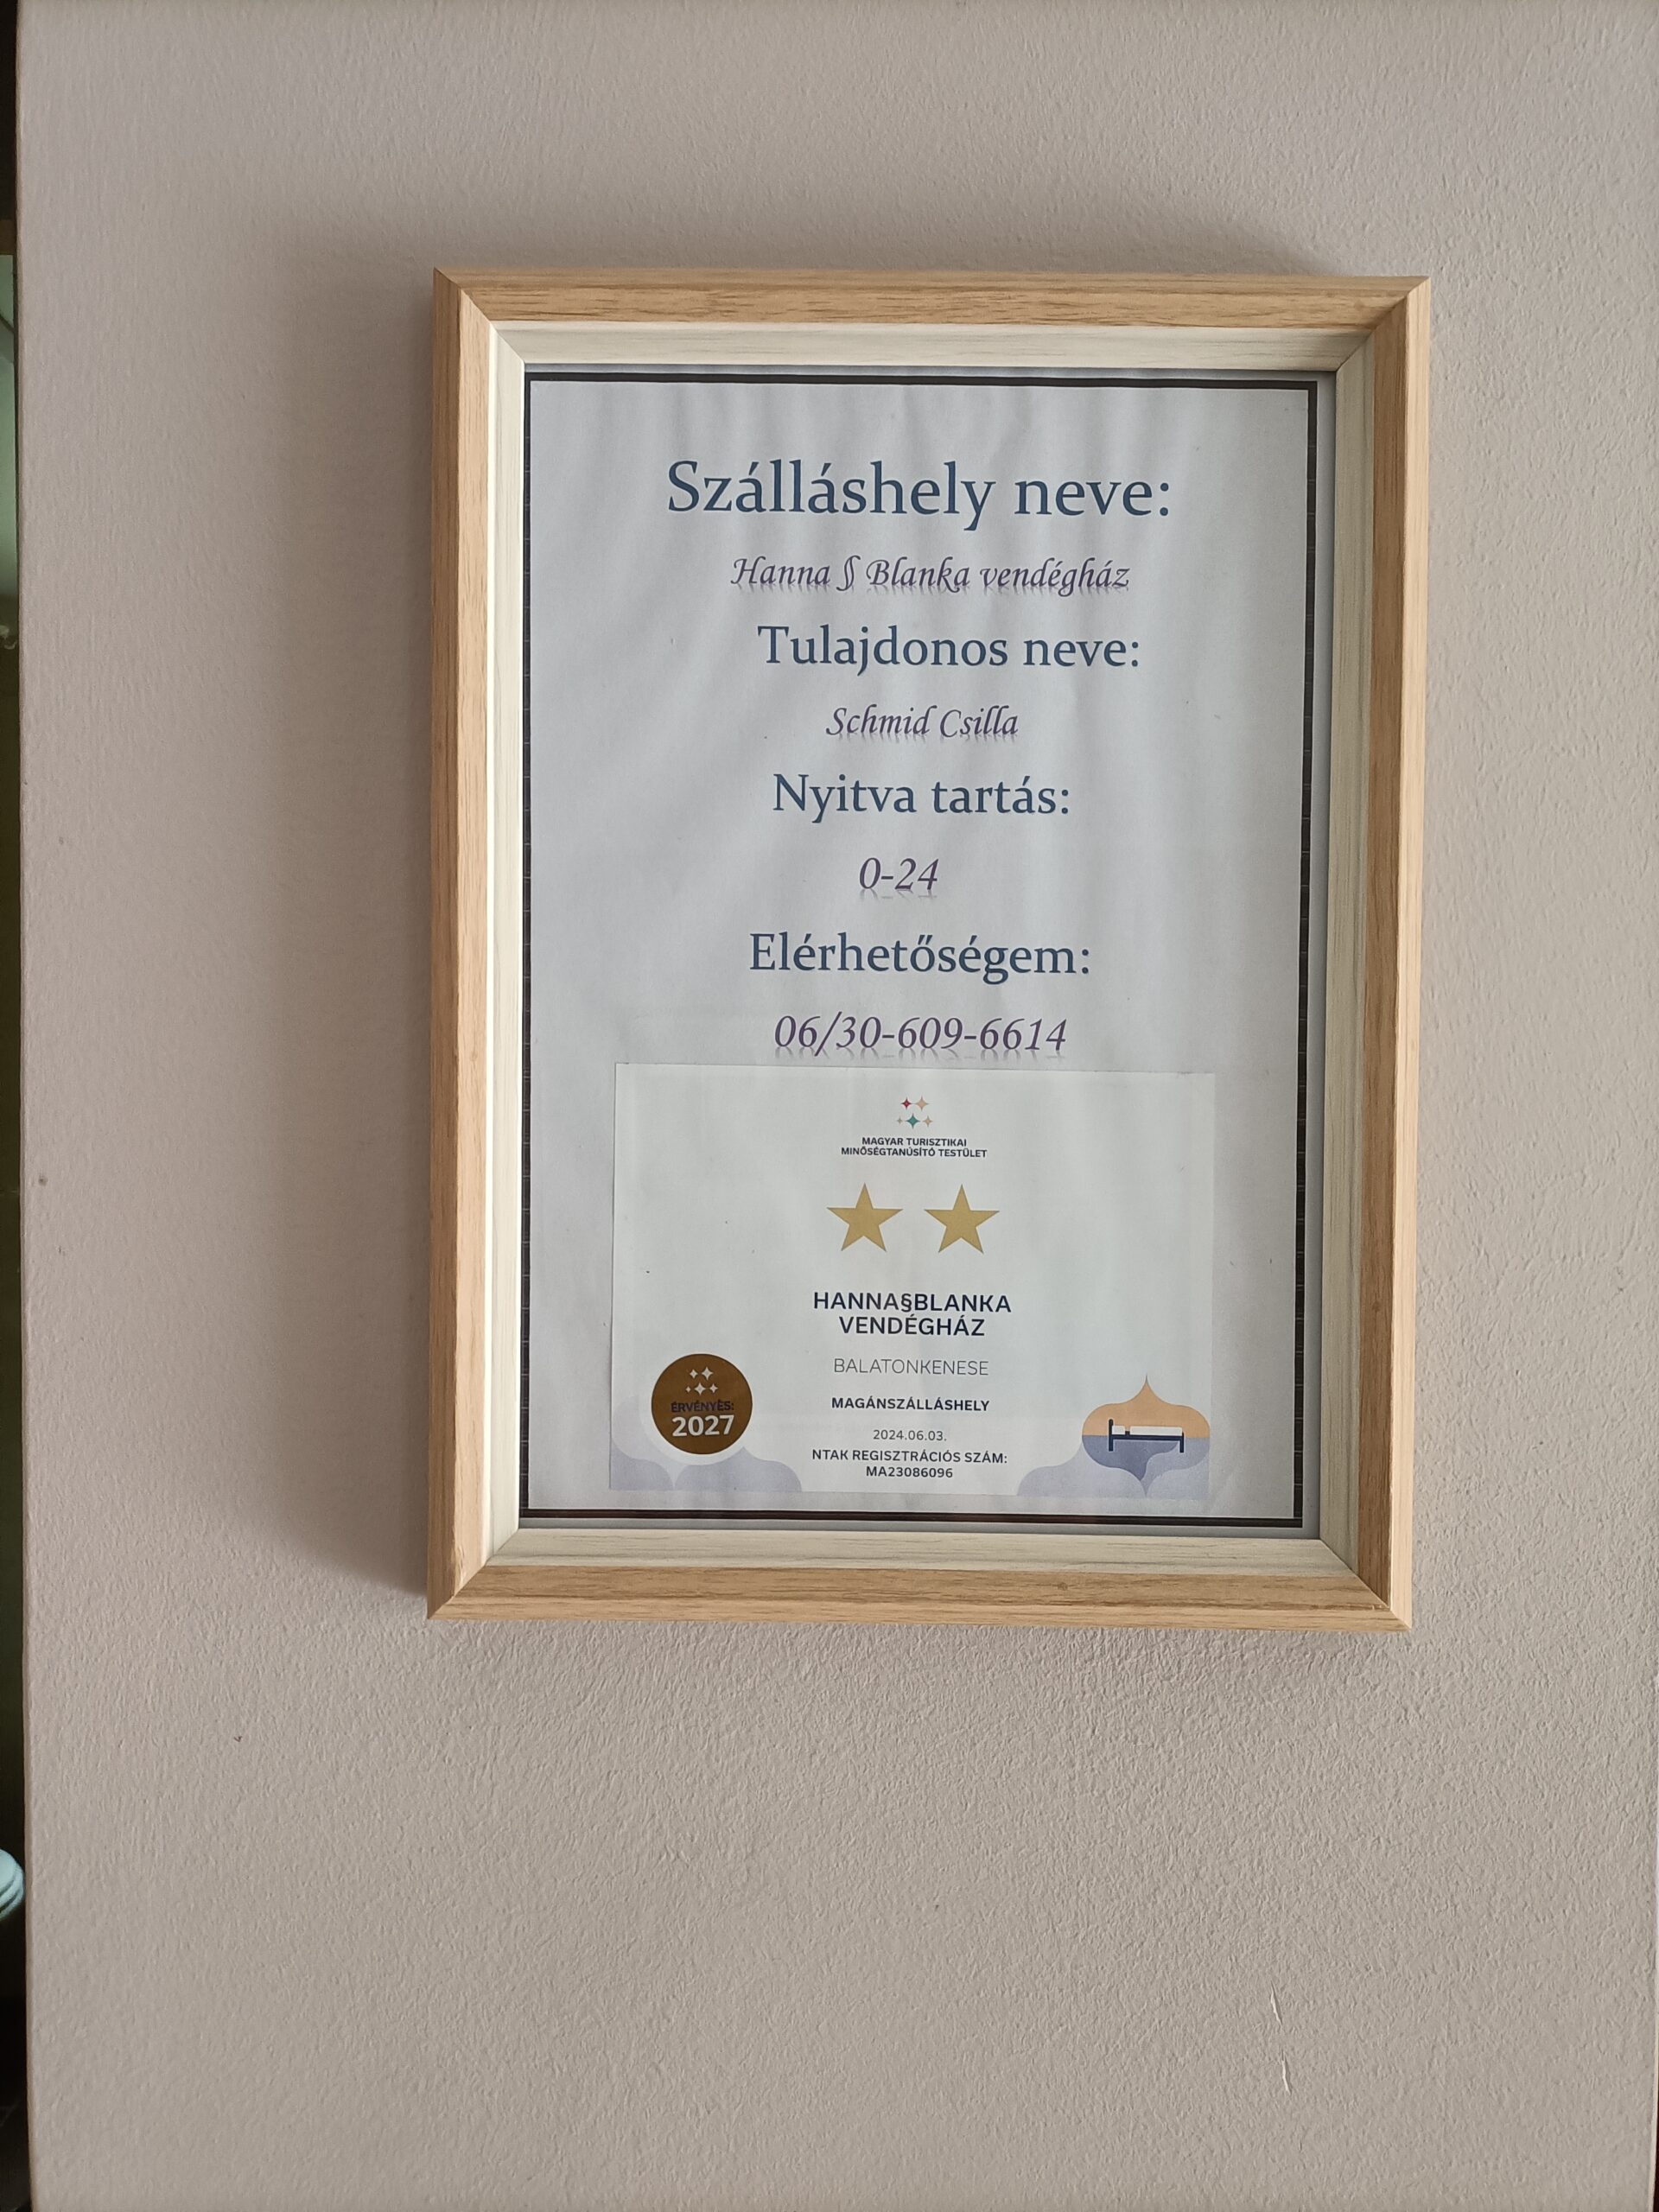 Szálláshely neve:
Hanna § Blanka vendégház
Tulajdonos neve:
Schmid Csilla
Nyitva tartás:
0-24
Elérhetőségem:
06/30-609-6614
MAGYAR TURISZTIKAI
MINŐSÉGTANÚSÍTÓ TESTÜLET
HANNA§BLANKA
VENDÉGHÁZ
BALATONKENESE
MAGÁNSZÁLLÁSHELY
2024.06.03.
NTAK REGISZTRÁCIÓS SZÁM:
MA23086096
ÉRVÉNYES:
2027